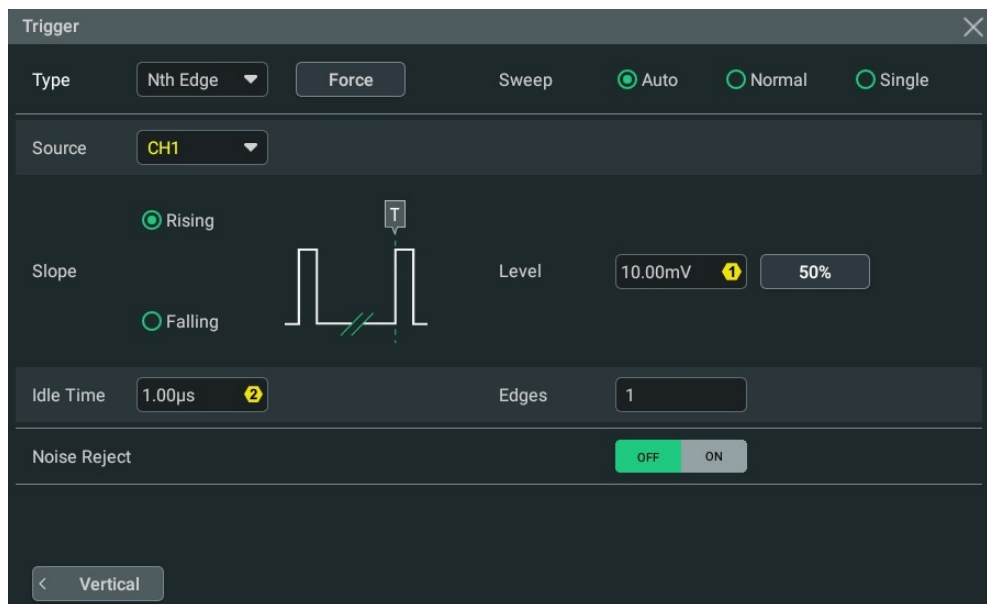 Trigger
Type Nth Edge Force Sweep Auto Normal Single
Source CH1
Rising
T
Slope Level 10.00mV 1 50%
Falling
Idle Time 1.00µs 2 Edges 1
Noise Reject OFF ON
< Vertical